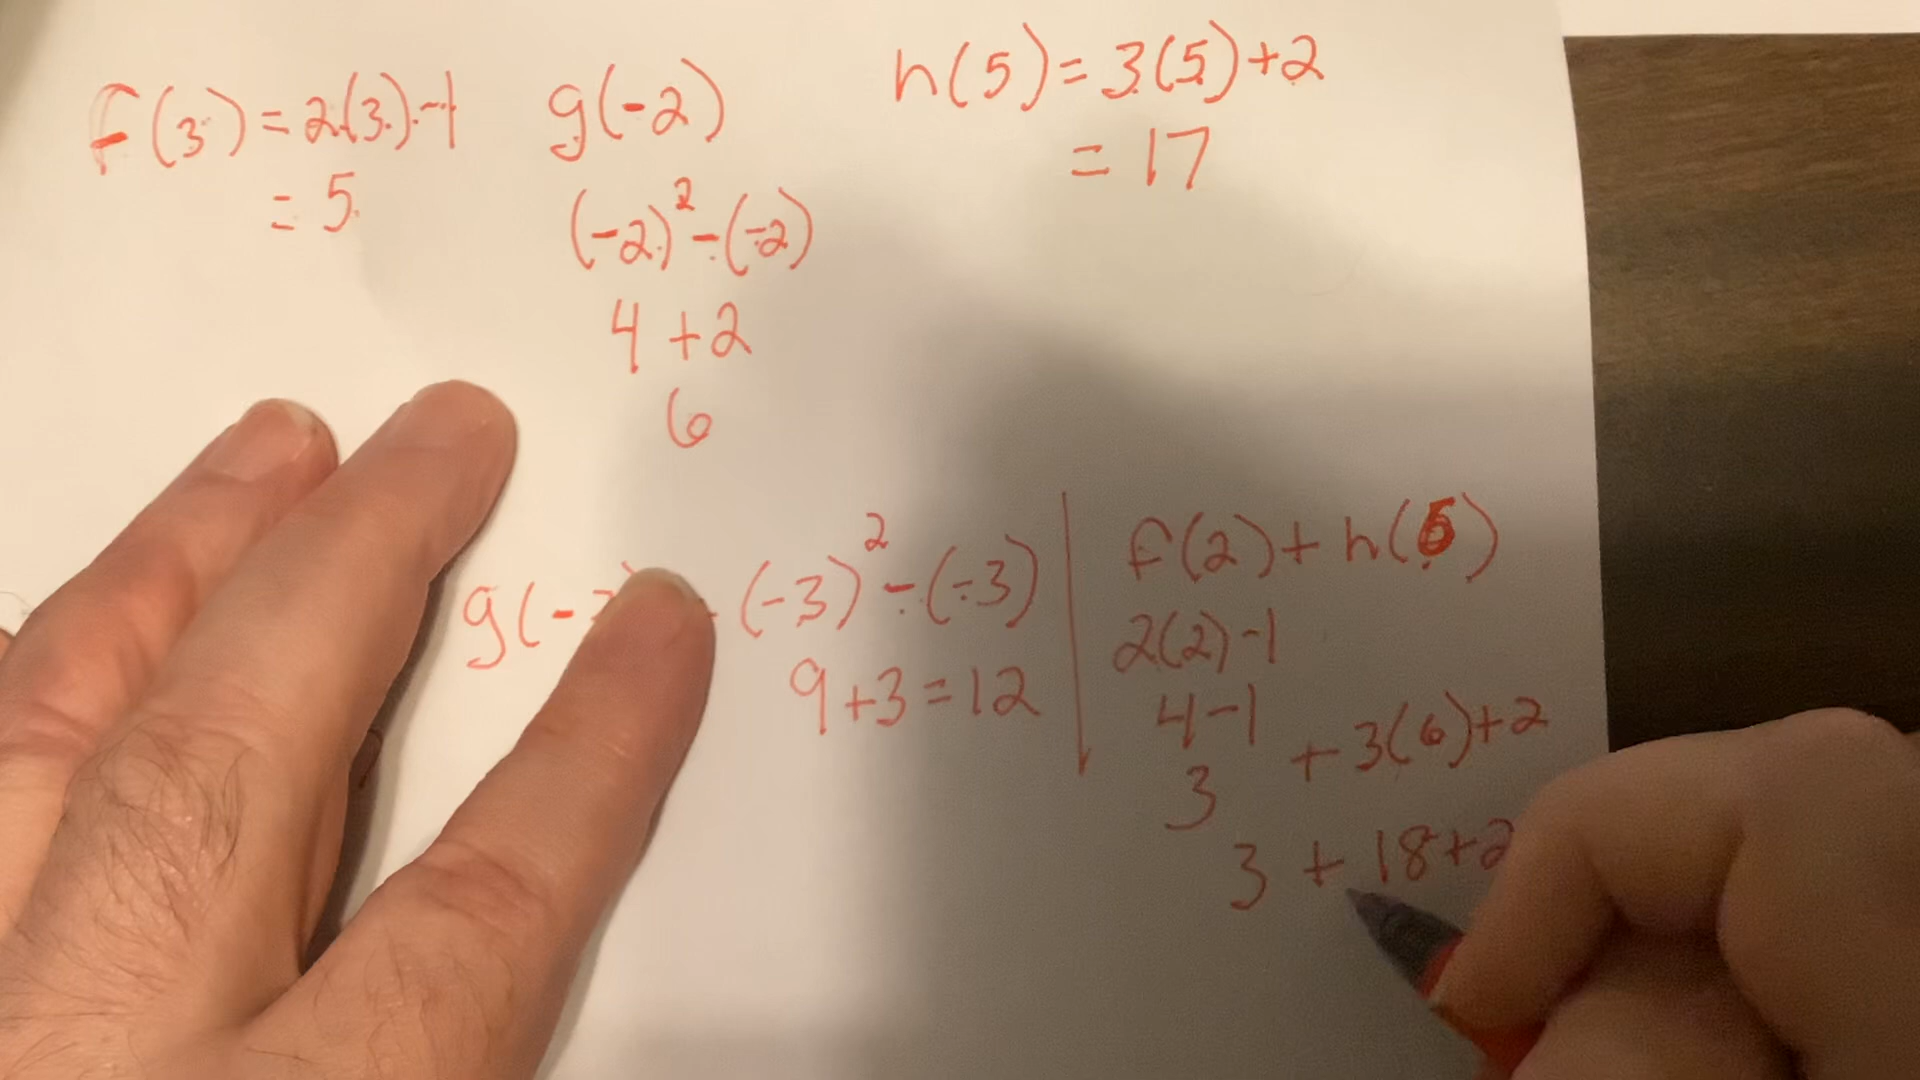 f(3) = 2(3) - 1
= 5
g(-2)
(-2)² - (-2)
4 + 2
6
h(5) = 3(5) + 2
= 17
g(- (-3)² - (-3)
9 + 3 = 12
f(2) + h(6)
2(2) - 1
4 - 1
3 + 3(6) + 2
3 + 18 + 2